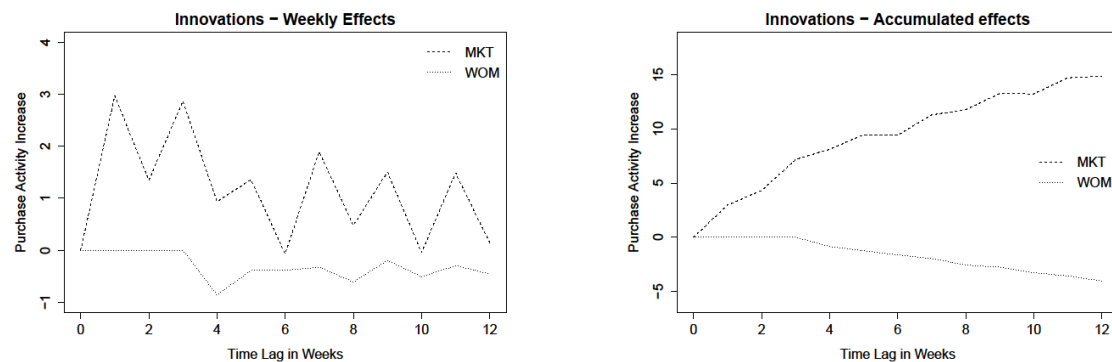 Innovations − Weekly Effects
Purchase Activity Increase
4
3
2
1
0
−1
MKT
WOM
0 2 4 6 8 10 12
Time Lag in Weeks
Innovations − Accumulated effects
Purchase Activity Increase
15
10
5
0
−5
MKT
WOM
0 2 4 6 8 10 12
Time Lag in Weeks